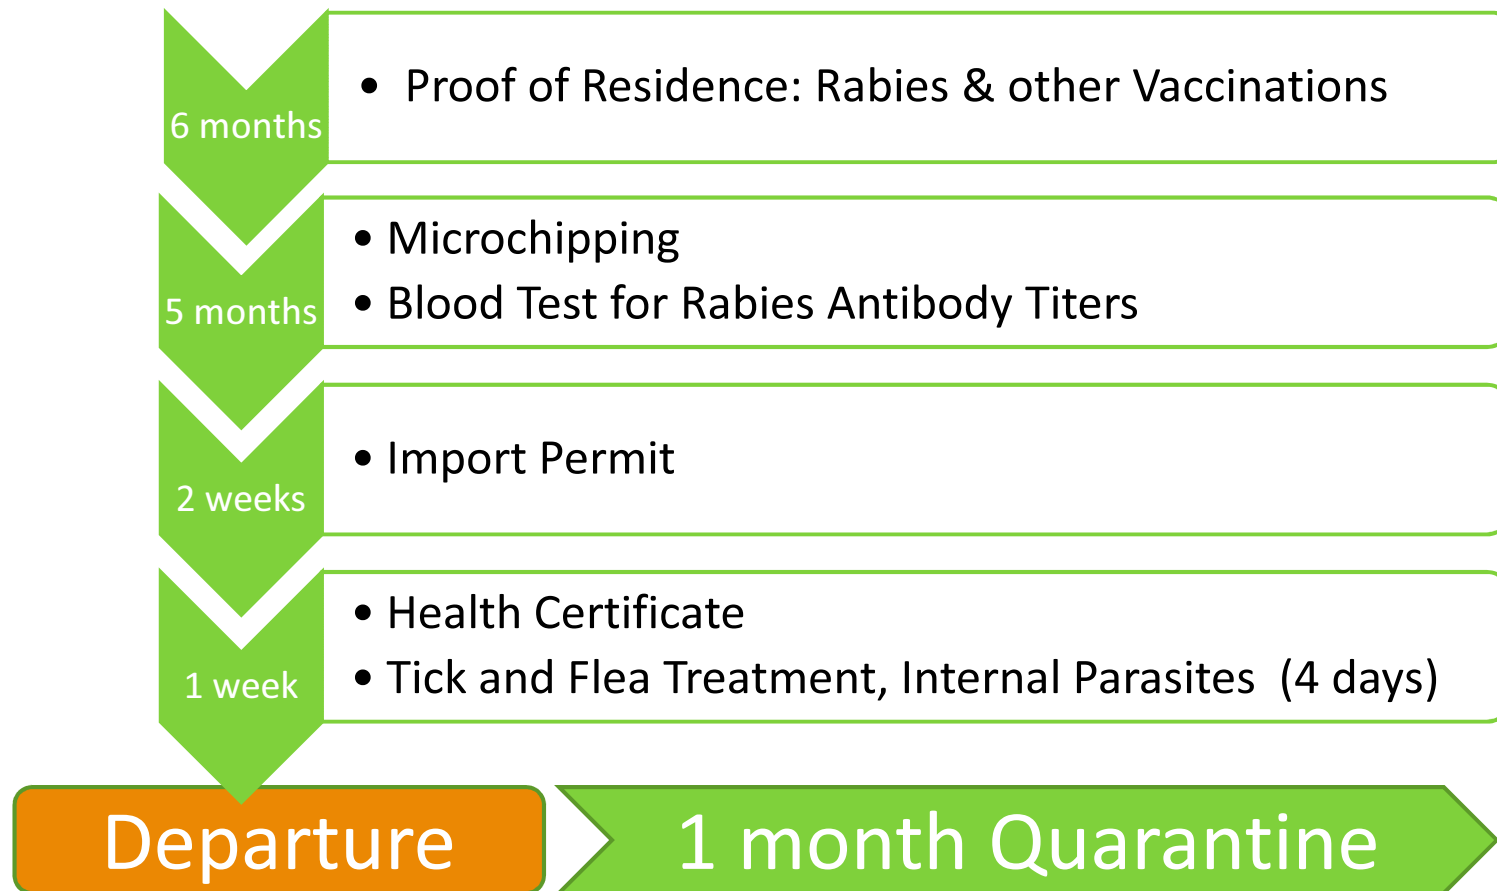 6 months
• Proof of Residence: Rabies & other Vaccinations
5 months
• Microchipping
• Blood Test for Rabies Antibody Titers
2 weeks
• Import Permit
1 week
• Health Certificate
• Tick and Flea Treatment, Internal Parasites (4 days)
Departure
1 month Quarantine